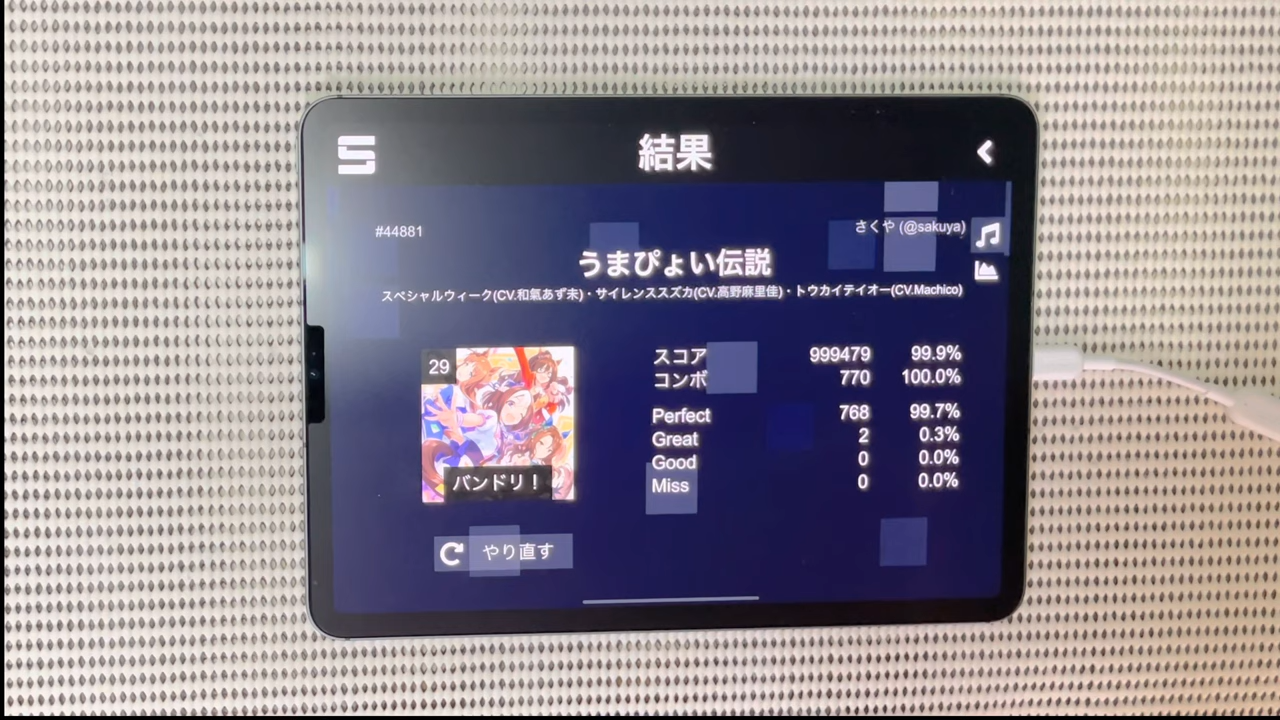 S
結果
#44881
さくや (@sakuya)
うまぴょい伝説
スペシャルウィーク(CV.和氣あず未)・サイレンススズカ(CV.高野麻里佳)・トウカイテイオー(CV.Machico)
29
バンドリ!
スコア 999479 99.9%
コンボ 770 100.0%
Perfect 768 99.7%
Great 2 0.3%
Good 0 0.0%
Miss 0 0.0%
やり直す